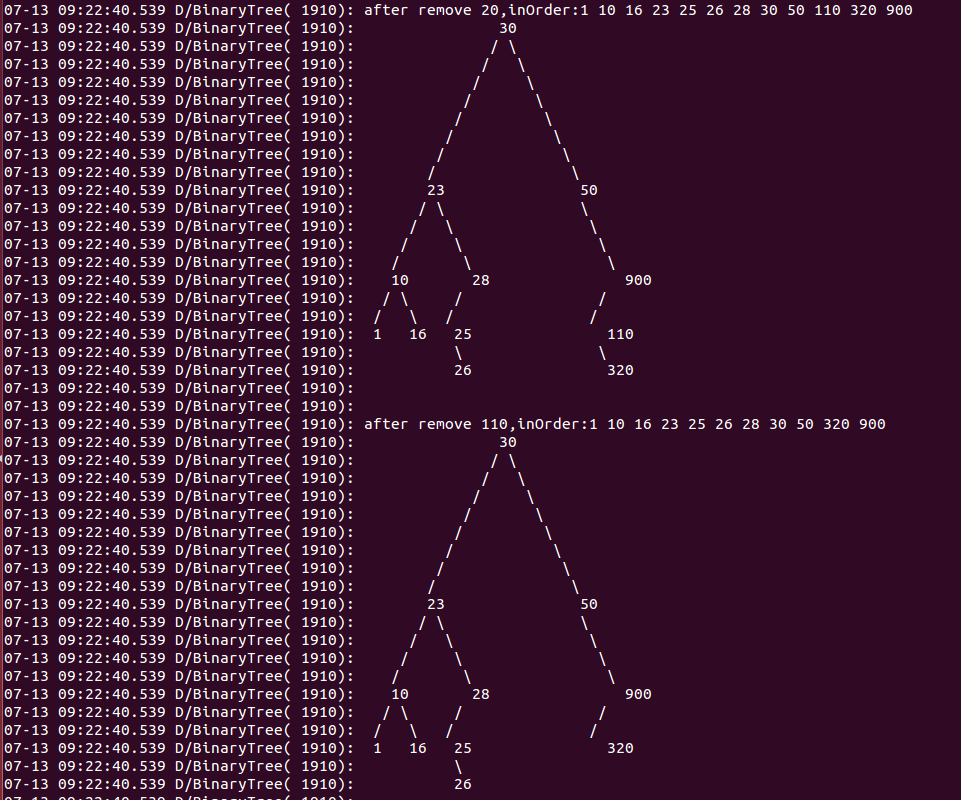 07-13 09:22:40.539 D/BinaryTree( 1910): after remove 20,inOrder:1 10 16 23 25 26 28 30 50 110 320 900
07-13 09:22:40.539 D/BinaryTree( 1910):                30
07-13 09:22:40.539 D/BinaryTree( 1910):               / \
07-13 09:22:40.539 D/BinaryTree( 1910):              /   \
07-13 09:22:40.539 D/BinaryTree( 1910):             /     \
07-13 09:22:40.539 D/BinaryTree( 1910):            /       \
07-13 09:22:40.539 D/BinaryTree( 1910):           /         \
07-13 09:22:40.539 D/BinaryTree( 1910):          /           \
07-13 09:22:40.539 D/BinaryTree( 1910):         /             \
07-13 09:22:40.539 D/BinaryTree( 1910):        /               \
07-13 09:22:40.539 D/BinaryTree( 1910):        23               50
07-13 09:22:40.539 D/BinaryTree( 1910):       / \               \
07-13 09:22:40.539 D/BinaryTree( 1910):      /   \               \
07-13 09:22:40.539 D/BinaryTree( 1910):     /     \               \
07-13 09:22:40.539 D/BinaryTree( 1910):    /       \               \
07-13 09:22:40.539 D/BinaryTree( 1910):    10       28               900
07-13 09:22:40.539 D/BinaryTree( 1910):   / \     /               /
07-13 09:22:40.539 D/BinaryTree( 1910):  /   \   /               /
07-13 09:22:40.539 D/BinaryTree( 1910):  1   16   25               110
07-13 09:22:40.539 D/BinaryTree( 1910):           \               \
07-13 09:22:40.539 D/BinaryTree( 1910):           26               320
07-13 09:22:40.539 D/BinaryTree( 1910):
07-13 09:22:40.539 D/BinaryTree( 1910):
07-13 09:22:40.539 D/BinaryTree( 1910): after remove 110,inOrder:1 10 16 23 25 26 28 30 50 320 900
07-13 09:22:40.539 D/BinaryTree( 1910):                30
07-13 09:22:40.539 D/BinaryTree( 1910):               / \
07-13 09:22:40.539 D/BinaryTree( 1910):              /   \
07-13 09:22:40.539 D/BinaryTree( 1910):             /     \
07-13 09:22:40.539 D/BinaryTree( 1910):            /       \
07-13 09:22:40.539 D/BinaryTree( 1910):           /         \
07-13 09:22:40.539 D/BinaryTree( 1910):          /           \
07-13 09:22:40.539 D/BinaryTree( 1910):         /             \
07-13 09:22:40.539 D/BinaryTree( 1910):        /               \
07-13 09:22:40.539 D/BinaryTree( 1910):        23               50
07-13 09:22:40.539 D/BinaryTree( 1910):       / \               \
07-13 09:22:40.539 D/BinaryTree( 1910):      /   \               \
07-13 09:22:40.539 D/BinaryTree( 1910):     /     \               \
07-13 09:22:40.539 D/BinaryTree( 1910):    /       \               \
07-13 09:22:40.539 D/BinaryTree( 1910):    10       28               900
07-13 09:22:40.539 D/BinaryTree( 1910):   / \     /               /
07-13 09:22:40.539 D/BinaryTree( 1910):  /   \   /               /
07-13 09:22:40.539 D/BinaryTree( 1910):  1   16   25               320
07-13 09:22:40.539 D/BinaryTree( 1910):           \
07-13 09:22:40.539 D/BinaryTree( 1910):           26